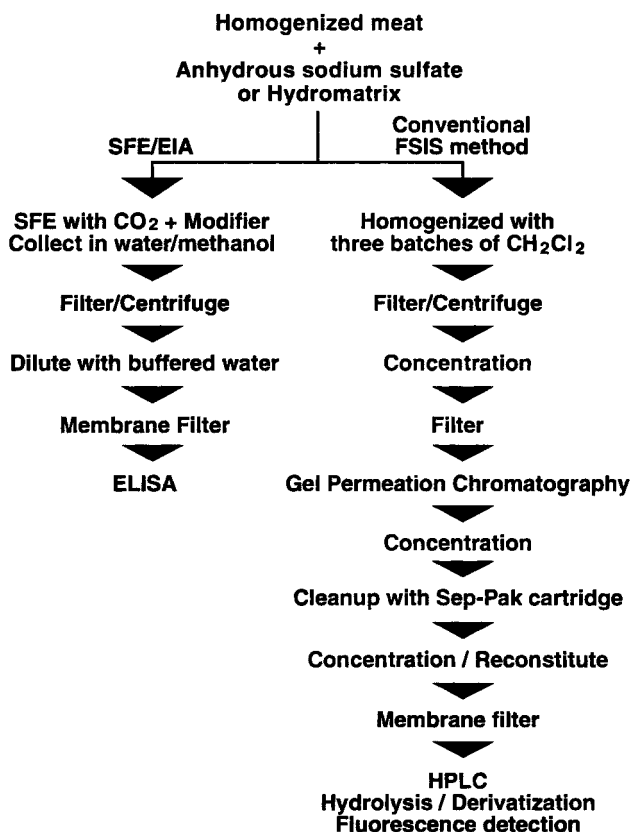 Homogenized meat
+
Anhydrous sodium sulfate
or Hydromatrix
SFE/EIA
Conventional
FSIS method
SFE with CO2 + Modifier
Collect in water/methanol
Filter/Centrifuge
Dilute with buffered water
Membrane Filter
ELISA
Homogenized with
three batches of CH2Cl2
Filter/Centrifuge
Concentration
Filter
Gel Permeation Chromatography
Concentration
Cleanup with Sep-Pak cartridge
Concentration / Reconstitute
Membrane filter
HPLC
Hydrolysis / Derivatization
Fluorescence detection